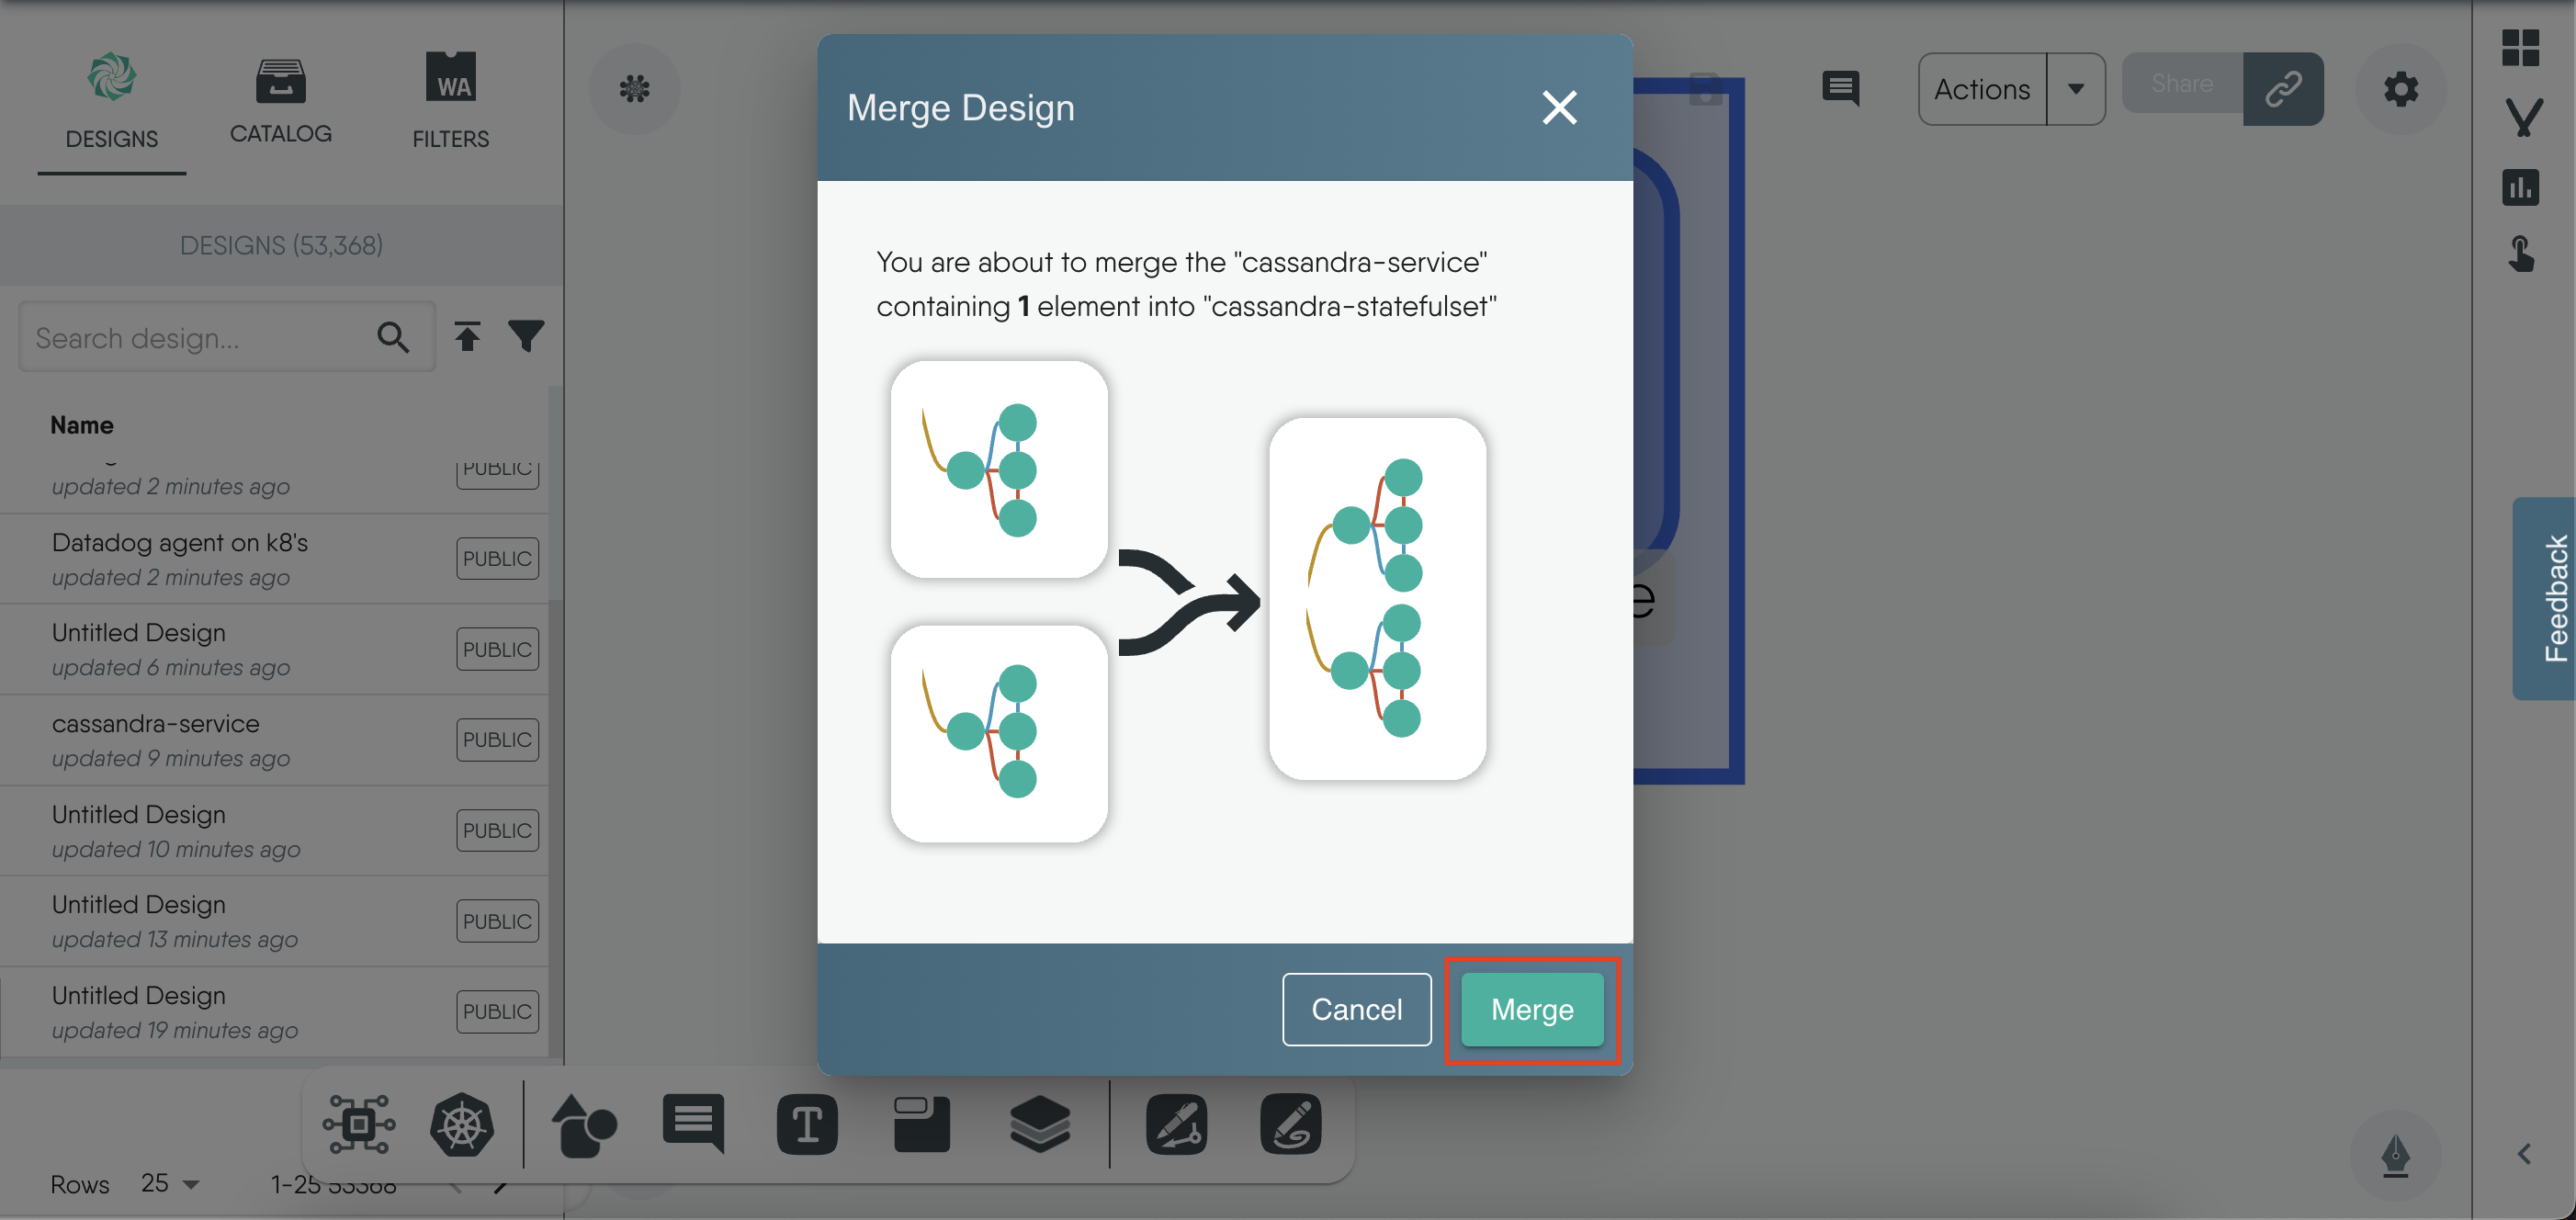 DESIGNS
CATALOG
WA
FILTERS
DESIGNS (53,368)
Search design...
Name
PUBLIC
updated 2 minutes ago
Datadog agent on k8's
PUBLIC
updated 2 minutes ago
Untitled Design
PUBLIC
updated 6 minutes ago
cassandra-service
PUBLIC
updated 9 minutes ago
Untitled Design
PUBLIC
updated 10 minutes ago
Untitled Design
PUBLIC
updated 13 minutes ago
Untitled Design
PUBLIC
updated 19 minutes ago
Rows 25 1-25 53368
Merge Design
You are about to merge the "cassandra-service"
containing 1 element into "cassandra-statefulset"
Cancel
Merge
T
e
Actions
Share
Feedback